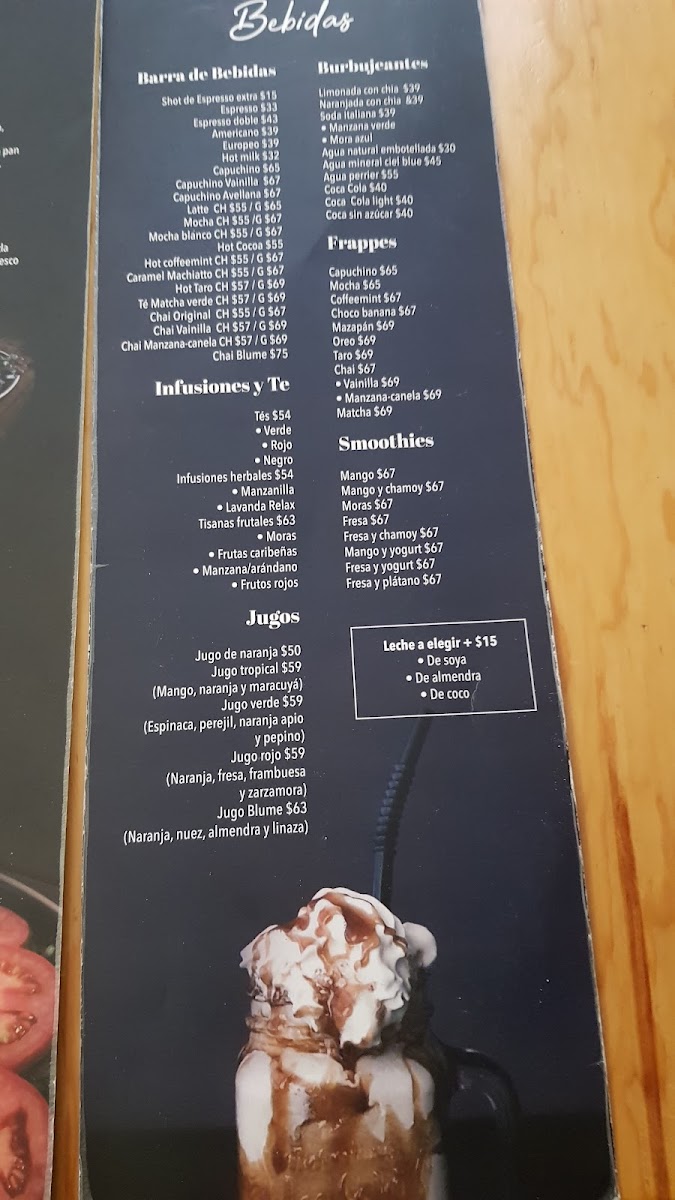 Bebidas
Barra de Bebidas
Shot de Espresso extra $15
Espresso $33
Espresso doble $43
Americano $39
Europeo $39
Hot milk $32
Capuchino $65
Capuchino Vainilla $67
Capuchino Avellana $67
Latte CH $55 / G $65
Mocha CH $55 /G $67
Mocha blanco CH $55 / G $67
Hot Cocoa $55
Hot coffeemint CH $55 / G $67
Caramel Machiatto CH $55 / G $67
Hot Taro CH $57 / G $69
Té Matcha verde CH $57 / G $69
Chai Original CH $55 / G $67
Chai Vainilla CH $57 / G $69
Chai Manzana-canela CH $57 / G $69
Chai Blume $75
Infusiones y Te
Tés $54
• Verde
• Rojo
• Negro
Infusiones herbales $54
• Manzanilla
• Lavanda Relax
Tisanas frutales $63
• Moras
• Frutas caribeñas
• Manzana/arándano
• Frutos rojos
Jugos
Jugo de naranja $50
Jugo tropical $59
(Mango, naranja y maracuyá)
Jugo verde $59
(Espinaca, perejil, naranja apio
y pepino)
Jugo rojo $59
(Naranja, fresa, frambuesa
y zarzamora)
Jugo Blume $63
(Naranja, nuez, almendra y linaza)
Burbujeantes
Limonada con chia $39
Naranjada con chia &39
Soda italiana $39
• Manzana verde
• Mora azul
Agua natural embotellada $30
Agua mineral ciel blue $45
Agua perrier $55
Coca Cola $40
Coca Cola light $40
Coca sin azúcar $40
Frappes
Capuchino $65
Mocha $65
Coffeemint $67
Choco banana $67
Mazapán $69
Oreo $69
Taro $69
Chai $67
• Vainilla $69
• Manzana-canela $69
Matcha $69
Smoothies
Mango $67
Mango y chamoy $67
Moras $67
Fresa $67
Fresa y chamoy $67
Mango y yogurt $67
Fresa y yogurt $67
Fresa y plátano $67
Leche a elegir + $15
• De soya
• De almendra
• De coco
pan